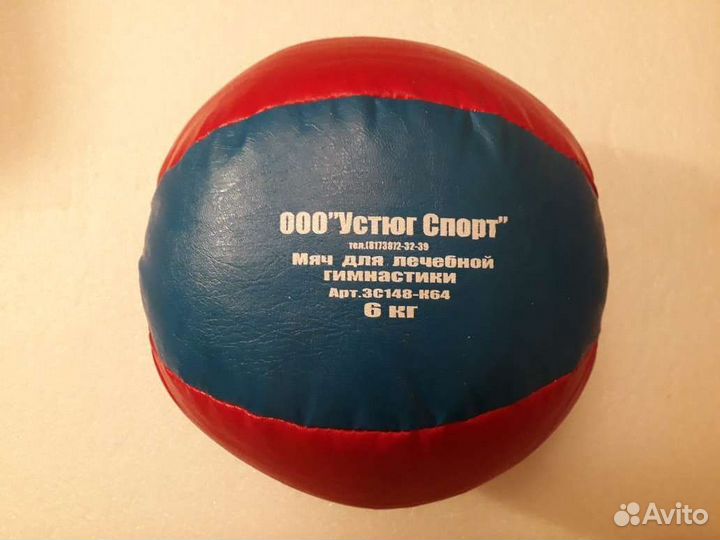 ООО"Устюг Спорт"
тел.(81738)2-32-39
Мяч для лечебной
гимнастики
Арт.3С148-К64
6 кг
Avito